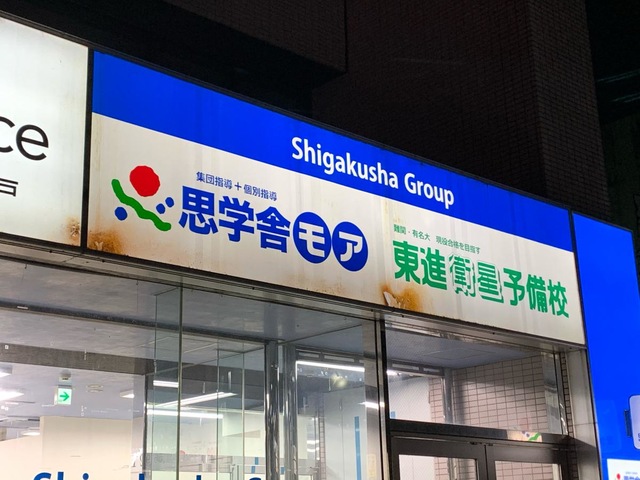 ce
戸
Shigakusha Group
集団指導+個別指導
思学舎モア
難関・有名大 現役合格を目指す
東進衛星予備校